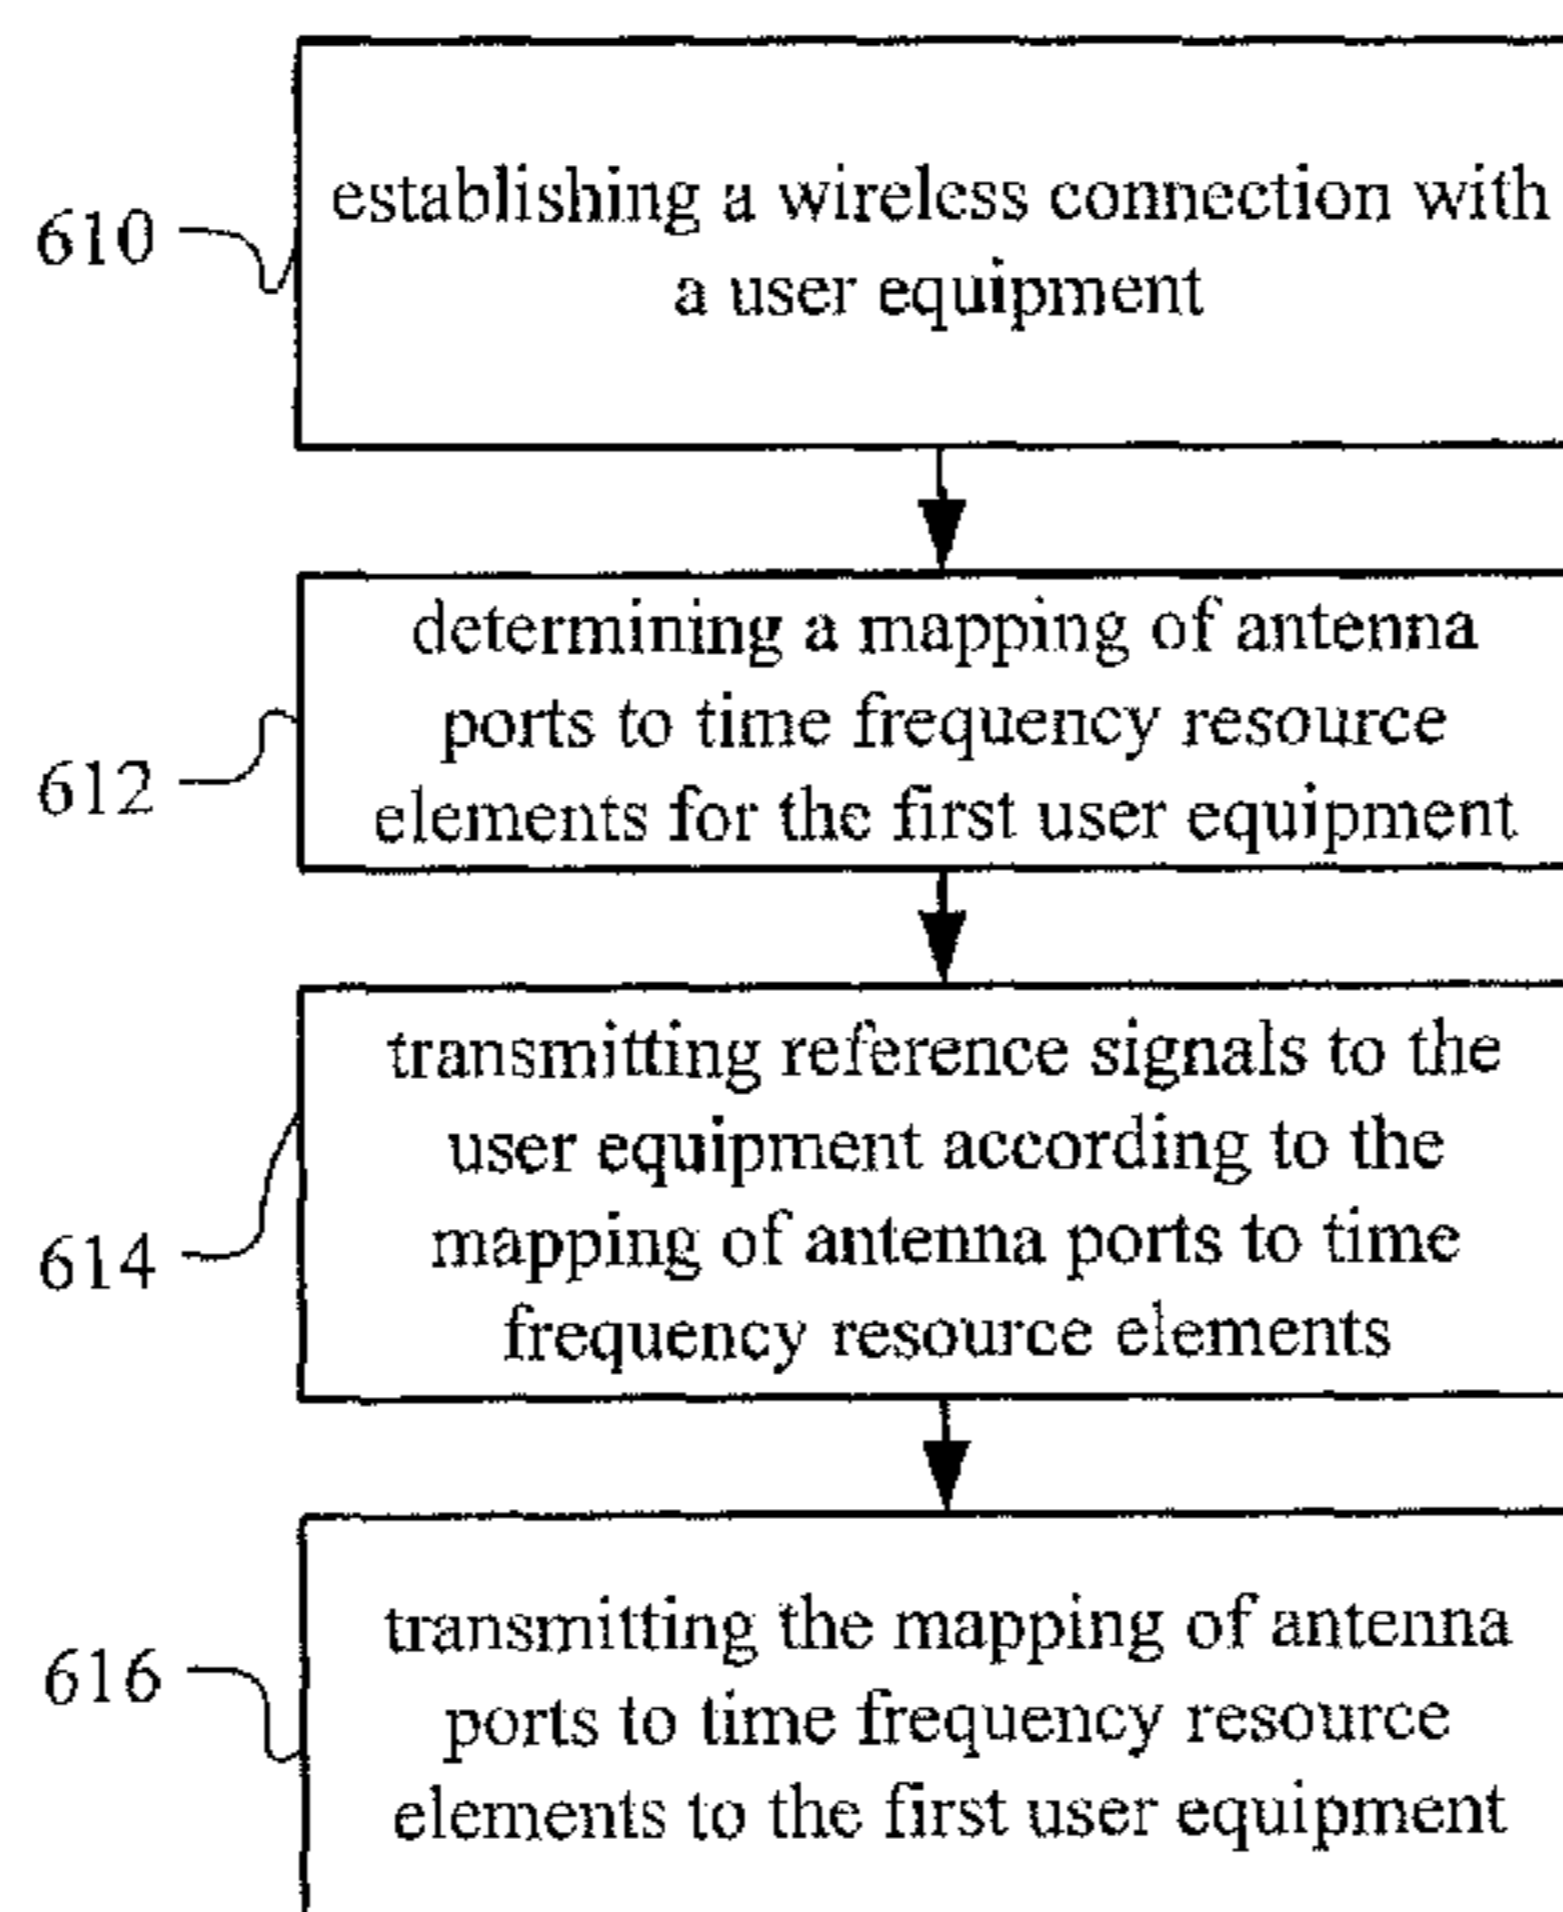 610
establishing a wireless connection with
a user equipment
612
determining a mapping of antenna
ports to time frequency resource
elements for the first user equipment
614
transmitting reference signals to the
user equipment according to the
mapping of antenna ports to time
frequency resource elements
616
transmitting the mapping of antenna
ports to time frequency resource
elements to the first user equipment